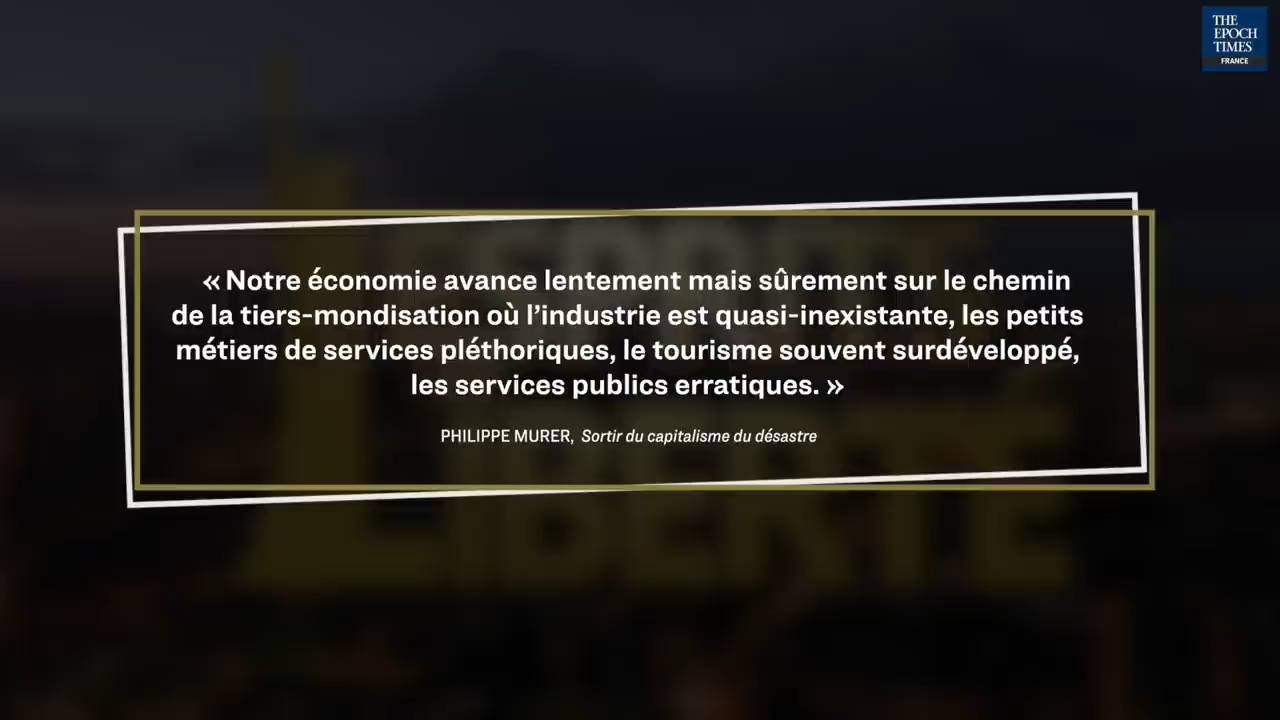 THE
EPOCH
TIMES
FRANCE
« Notre économie avance lentement mais sûrement sur le chemin
de la tiers-mondisation où l’industrie est quasi-inexistante, les petits
métiers de services pléthoriques, le tourisme souvent surdéveloppé,
les services publics erratiques. »
PHILIPPE MURER, Sortir du capitalisme du désastre
LIBERTÉ